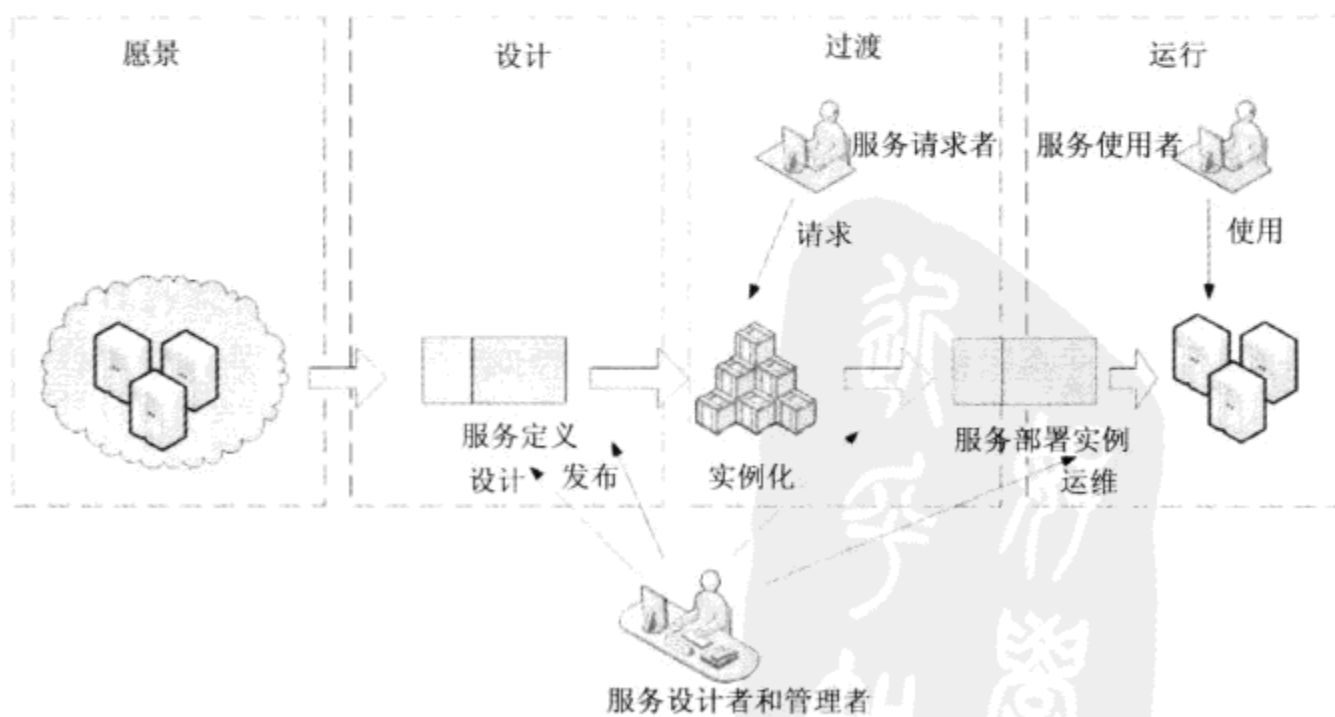 愿景
设计
过渡
运行
服务请求者
服务使用者
请求
使用
服务定义
服务部署实例
设计
发布
实例化
运维
服务设计者和管理者